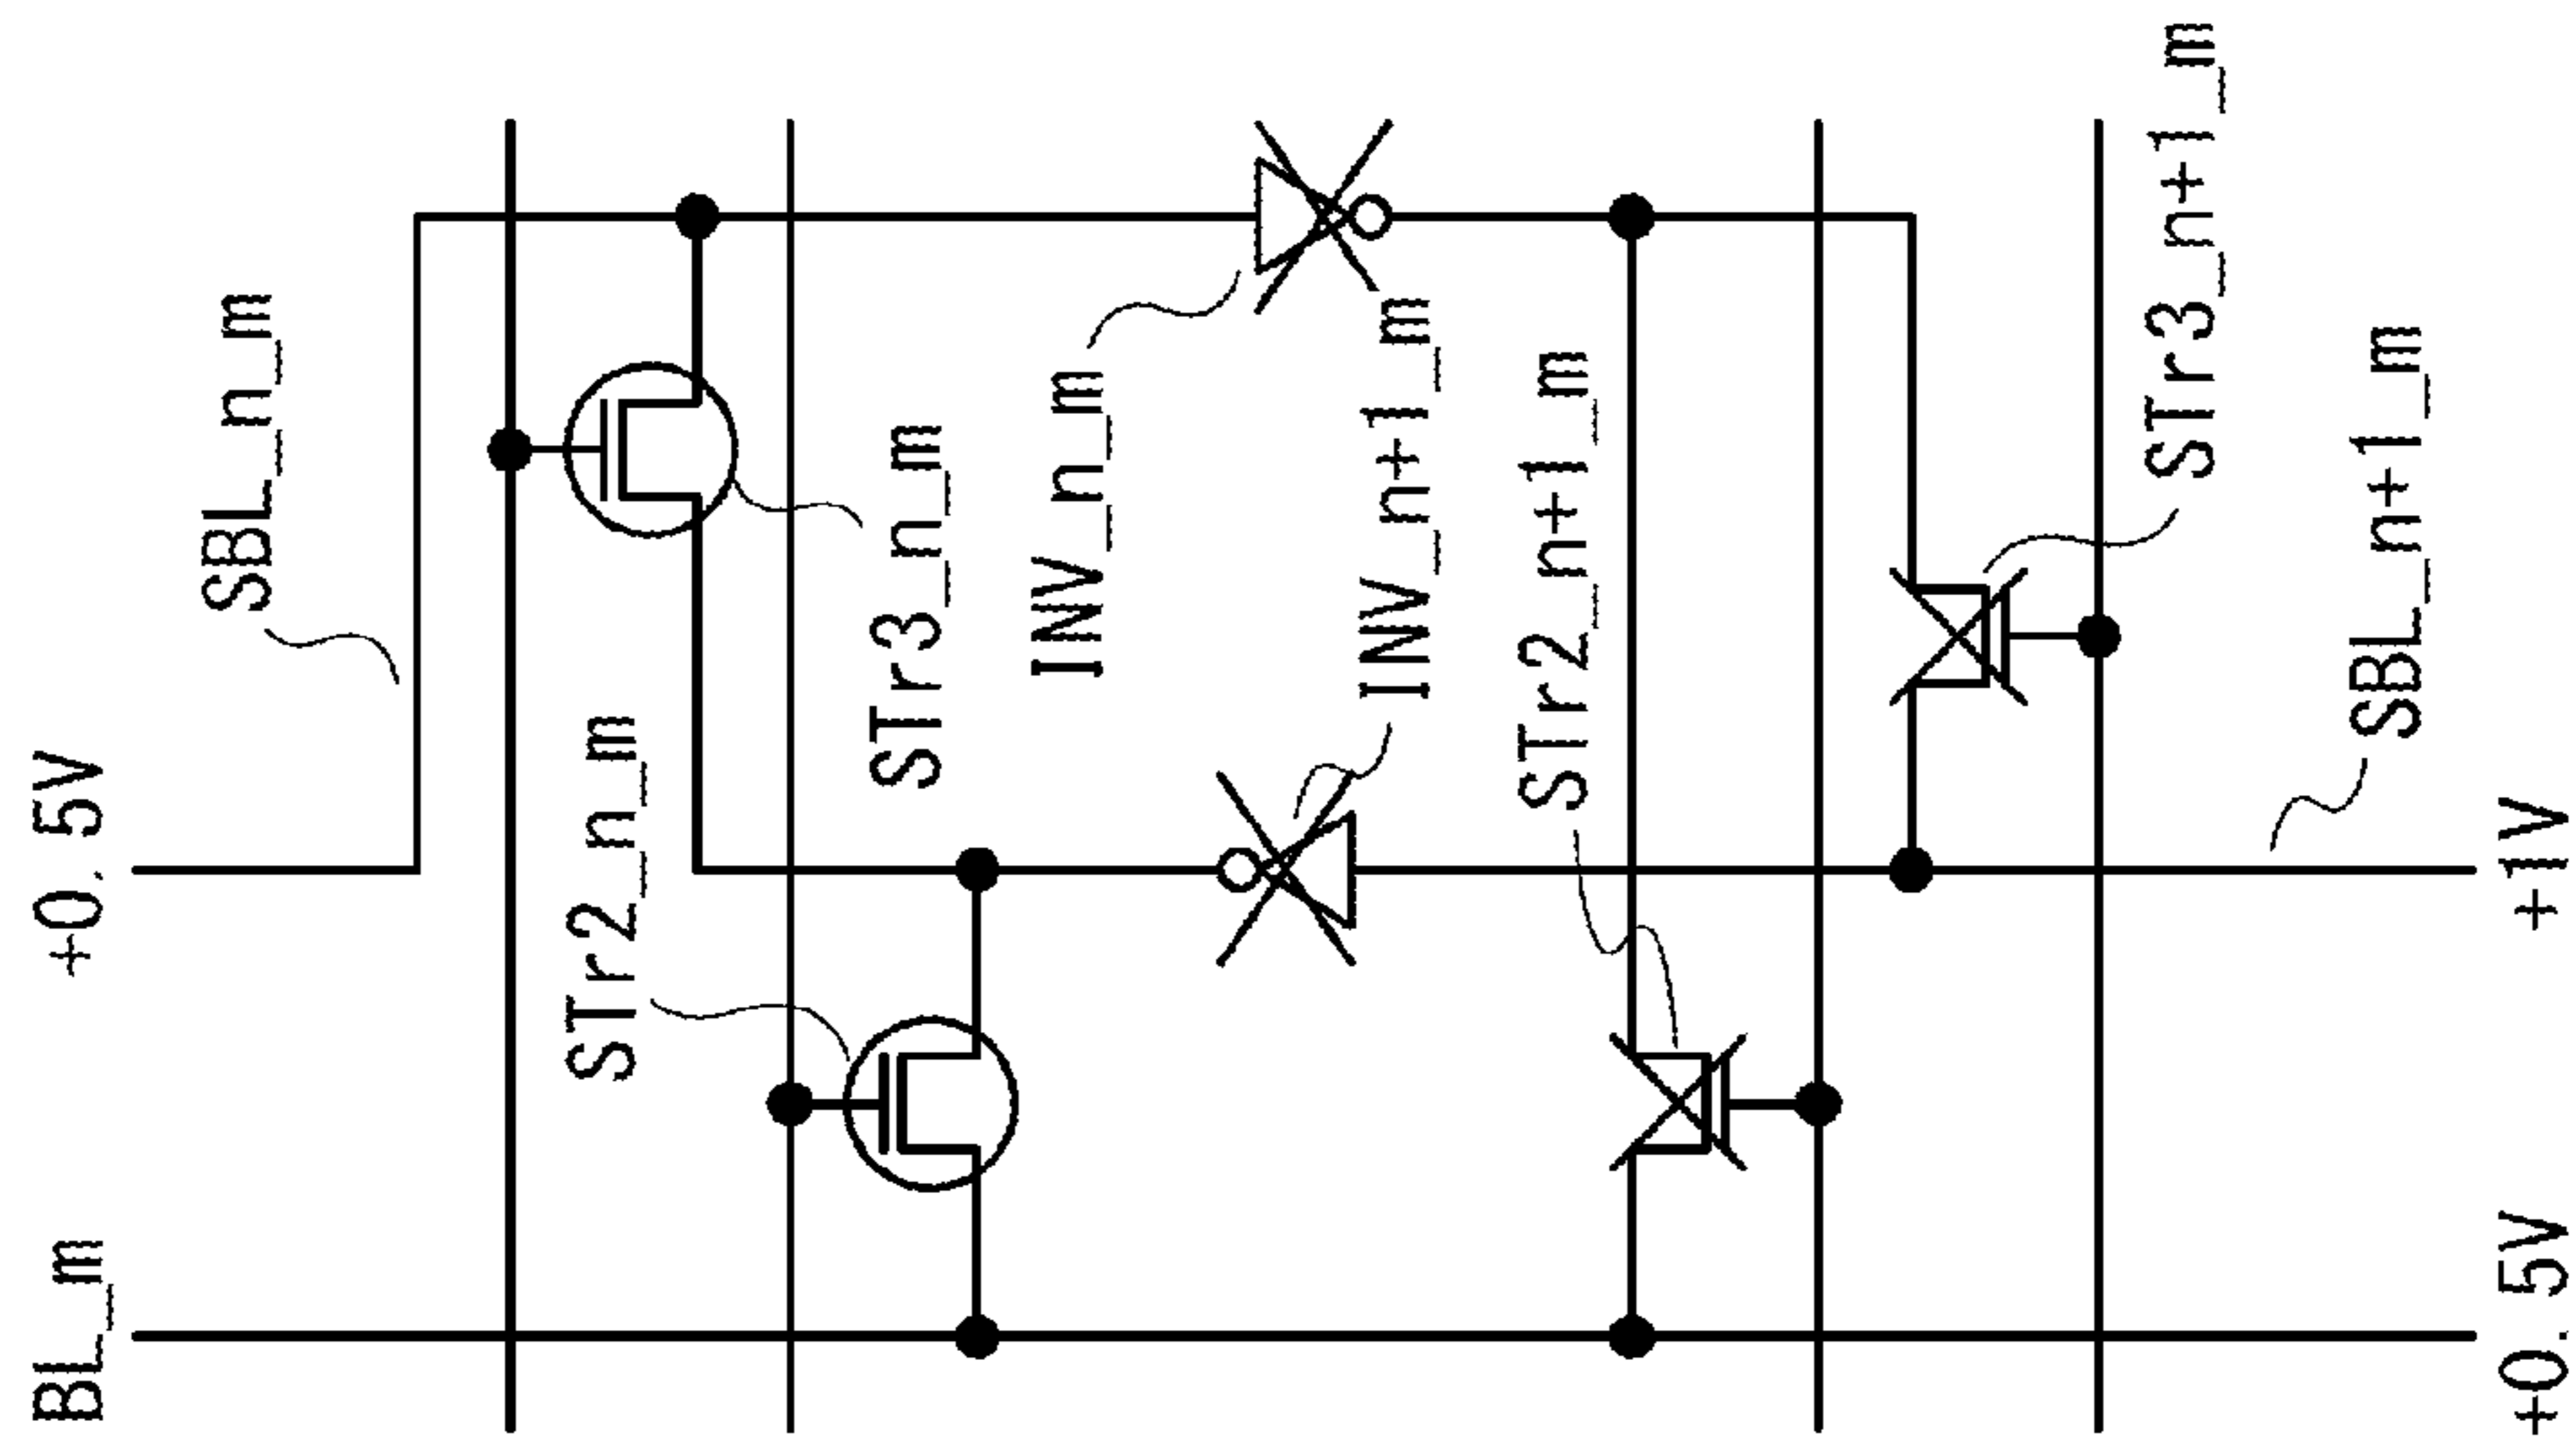 BL_m
+0.5V
SBL_n_m
STr2_n_m
STr3_n_m
INV_n_m
INV_n+1_m
STr2_n+1_m
STr3_n+1_m
SBL_n+1_m
+0.5V
+1V